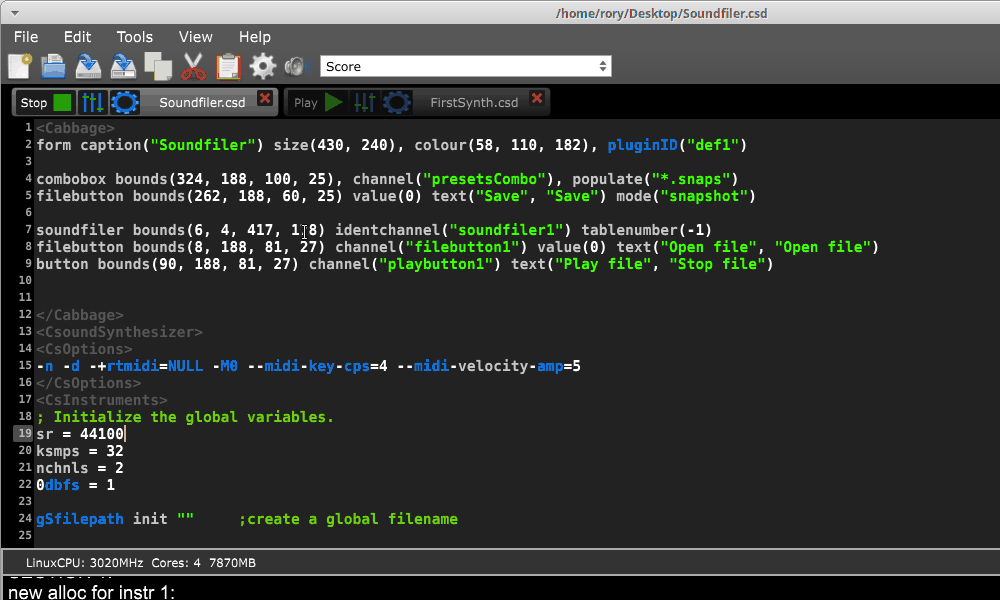 /home/rory/Desktop/Soundfiler.csd
File Edit Tools View Help
Score
Stop Soundfiler.csd Play FirstSynth.csd
1 <Cabbage>
2 form caption("Soundfiler") size(430, 240), colour(58, 110, 182), pluginID("def1")
3
4 combobox bounds(324, 188, 100, 25), channel("presetsCombo"), populate("*.snaps")
5 filebutton bounds(262, 188, 60, 25) value(0) text("Save", "Save") mode("snapshot")
6
7 soundfiler bounds(6, 4, 417, 8) identchannel("soundfiler1") tablenumber(-1)
8 filebutton bounds(8, 188, 81, 27) channel("filebutton1") value(0) text("Open file", "Open file")
9 button bounds(90, 188, 81, 27) channel("playbutton1") text("Play file", "Stop file")
10
11
12 </Cabbage>
13 <CsoundSynthesizer>
14 <CsOptions>
15 -n -d -+rtmidi=NULL -M0 --midi-key-cps=4 --midi-velocity-amp=5
16 </CsOptions>
17 <CsInstruments>
18 ; Initialize the global variables.
19 sr = 44100
20 ksmps = 32
21 nchnls = 2
22 0dbfs = 1
23
24 gSfilepath init "" ;create a global filename
25
LinuxCPU: 3020MHz Cores: 4 7870MB
new alloc for instr 1: